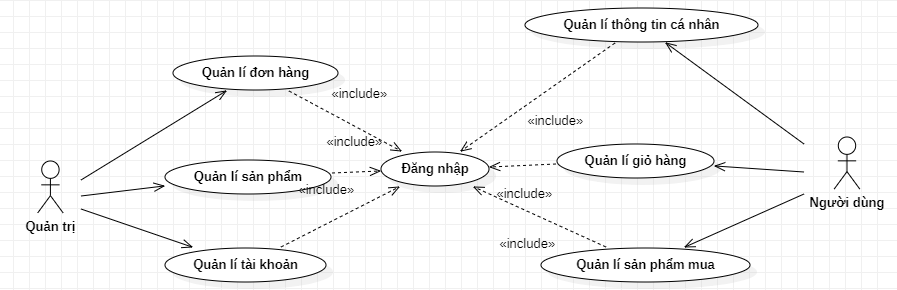 Quản lí thông tin cá nhân
Quản lí đơn hàng
«include»
«include»
«include»
Đăng nhập
Quản lí giỏ hàng
Quản lí sản phẩm
«include»
«include»
Người dùng
Quản trị
«include»
Quản lí tài khoản
Quản lí sản phẩm mua